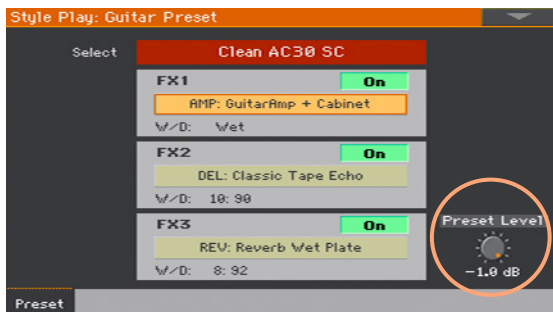 Style Play: Guitar Preset
Select Clean AC30 SC
FX1 On
AMP: GuitarAmp + Cabinet
W/D: Wet
FX2 On
DEL: Classic Tape Echo
W/D: 10:90
FX3 On
REV: Reverb Wet Plate
W/D: 8:92
Preset Level
-1.0 dB
Preset